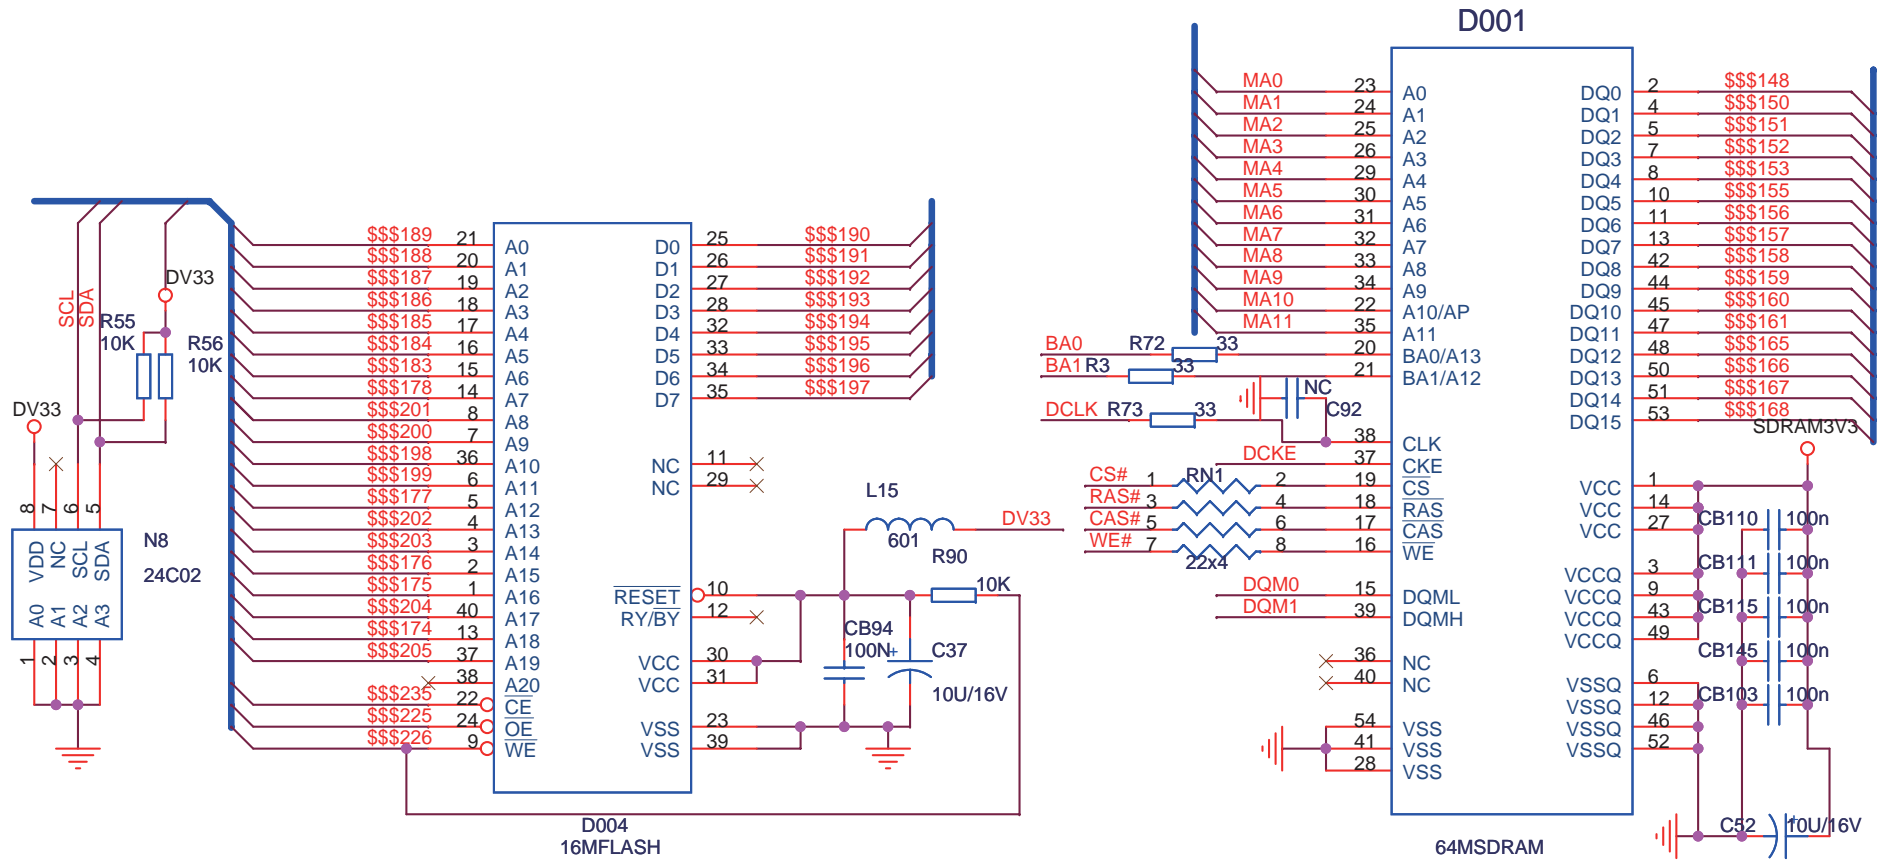 D001
MA0 23 A0 DQ0 2 $$$148
MA1 24 A1 DQ1 4 $$$150
MA2 25 A2 DQ2 5 $$$151
MA3 26 A3 DQ3 7 $$$152
MA4 29 A4 DQ4 8 $$$153
MA5 30 A5 DQ5 10 $$$155
MA6 31 A6 DQ6 11 $$$156
MA7 32 A7 DQ7 13 $$$157
MA8 33 A8 DQ8 42 $$$158
MA9 34 A9 DQ9 44 $$$159
MA10 22 A10/AP DQ10 45 $$$160
MA11 35 A11 DQ11 47 $$$161
BA0 R72 33 20 BA0/A13 DQ12 48 $$$165
BA1 R3 33 21 BA1/A12 DQ13 50 $$$166
NC DQ14 51 $$$167
DCLK R73 33 C92 DQ15 53 $$$168
SDRAM3V3
38 CLK
DCKE 37 CKE
CS# 1 RN1 2 19 CS VCC 1
RAS# 3 4 18 RAS VCC 14
CAS# 5 6 17 CAS VCC 27
WE# 7 8 16 WE
22x4
CB110 100n
CB111 100n
CB115 100n
CB145 100n
CB103 100n
VCCQ 3
DQM0 15 DQML VCCQ 9
DQM1 39 DQMH VCCQ 43
VCCQ 49
36 NC
40 NC VSSQ 6
VSSQ 12
54 VSS VSSQ 46
41 VSS VSSQ 52
28 VSS
C52 + 10U/16V
64MSDRAM
$$$189 21 A0 D0 25 $$$190
$$$188 20 A1 D1 26 $$$191
$$$187 19 A2 D2 27 $$$192
$$$186 18 A3 D3 28 $$$193
$$$185 17 A4 D4 32 $$$194
$$$184 16 A5 D5 33 $$$195
$$$183 15 A6 D6 34 $$$196
$$$178 14 A7 D7 35 $$$197
$$$201 8 A8
$$$200 7 A9
$$$198 36 A10 NC 11
$$$199 6 A11 NC 29
$$$177 5 A12
$$$202 4 A13
$$$203 3 A14
$$$176 2 A15
$$$175 1 A16 RESET 10
$$$204 40 A17 RY/BY 12
$$$174 13 A18
$$$205 37 A19 VCC 30
38 A20 VCC 31
$$$235 22 CE
$$$225 24 OE VSS 23
$$$226 9 WE VSS 39
L15
601
DV33
R90
10K
CB94
100N
+ C37
10U/16V
D004
16MFLASH
DV33
SCL
SDA
R55
10K
R56
10K
DV33
8 7 6 5
VDD NC SCL SDA
A0 A1 A2 A3
1 2 3 4
N8
24C02